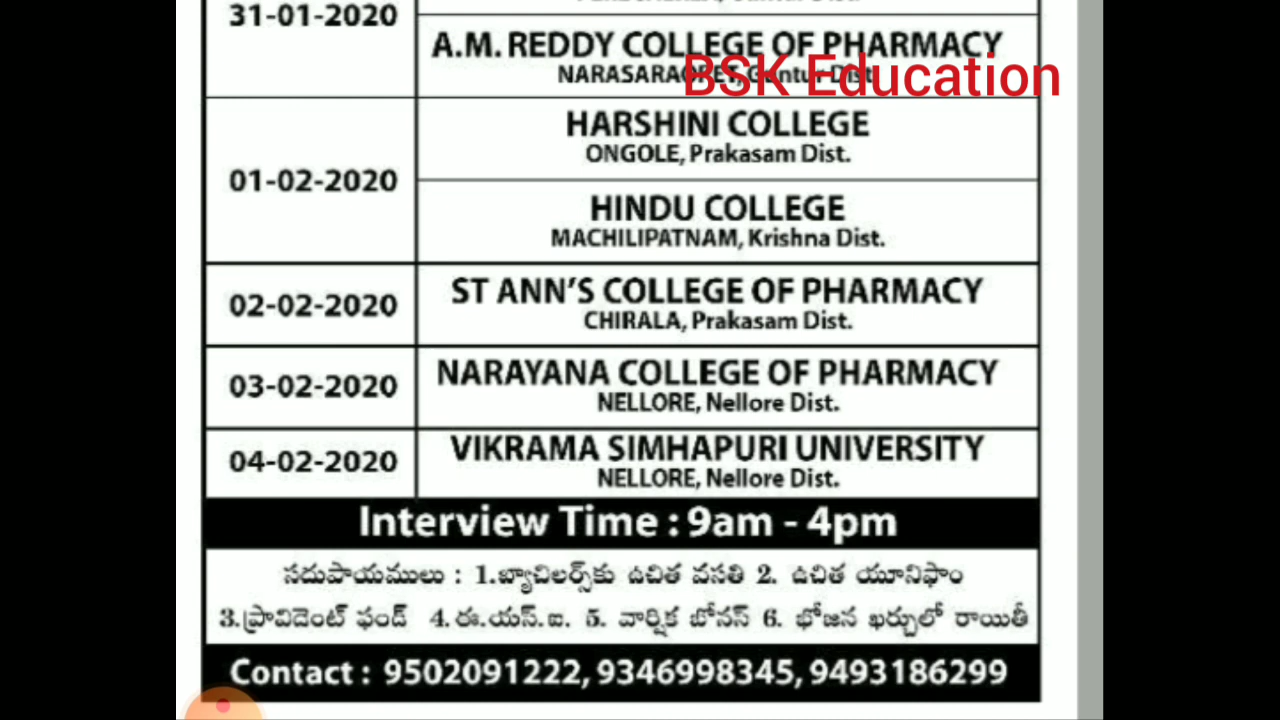 31-01-2020
A.M. REDDY COLLEGE OF PHARMACY
BSK Education
NARASARAOPET, Guntur Dist.
01-02-2020
HARSHINI COLLEGE
ONGOLE, Prakasam Dist.
HINDU COLLEGE
MACHILIPATNAM, Krishna Dist.
02-02-2020
ST ANN'S COLLEGE OF PHARMACY
CHIRALA, Prakasam Dist.
03-02-2020
NARAYANA COLLEGE OF PHARMACY
NELLORE, Nellore Dist.
04-02-2020
VIKRAMA SIMHAPURI UNIVERSITY
NELLORE, Nellore Dist.
Interview Time : 9am - 4pm
సదుపాయములు : 1.బ్యాచిలర్స్‌కు ఉచిత వసతి 2. ఉచిత యూనిఫాం
3.ప్రావిడెంట్ ఫండ్ 4. ఈ.యస్.ఐ. 5. వార్షిక బోనస్ 6. భోజన ఖర్చులో రాయితీ
Contact : 9502091222, 9346998345, 9493186299